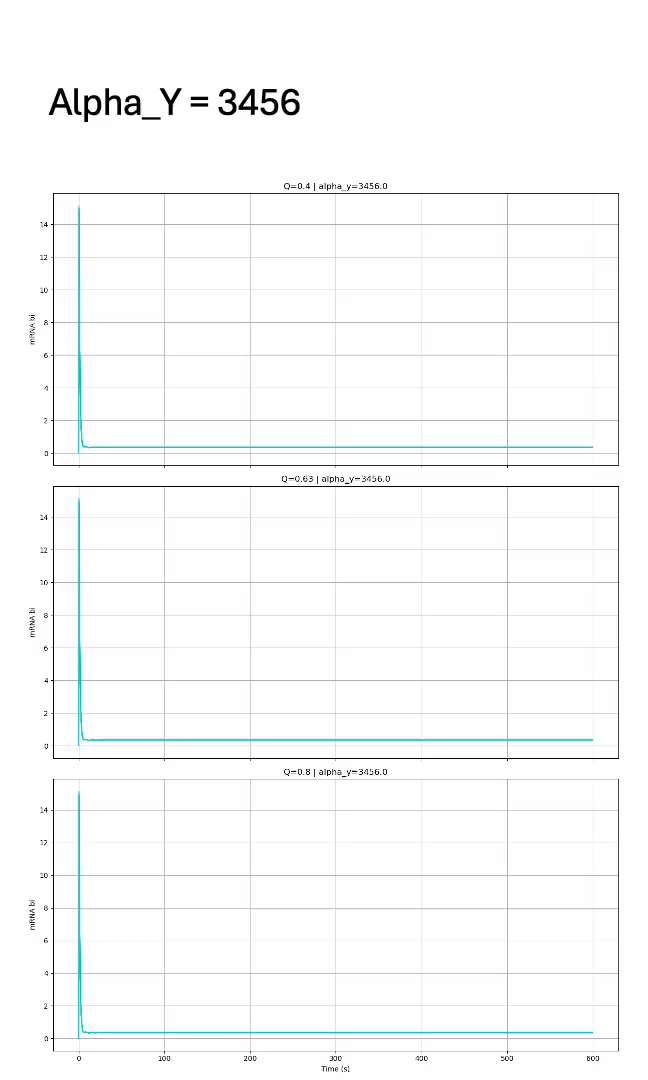 Alpha_Y = 3456
Q=0.4 | alpha_y=3456.0
14
12
10
8
6
4
2
0
mRNA bi
Q=0.63 | alpha_y=3456.0
14
12
10
8
6
4
2
0
mRNA bi
Q=0.8 | alpha_y=3456.0
14
12
10
8
6
4
2
0
mRNA bi
0 100 200 300 400 500 600
Time (s)